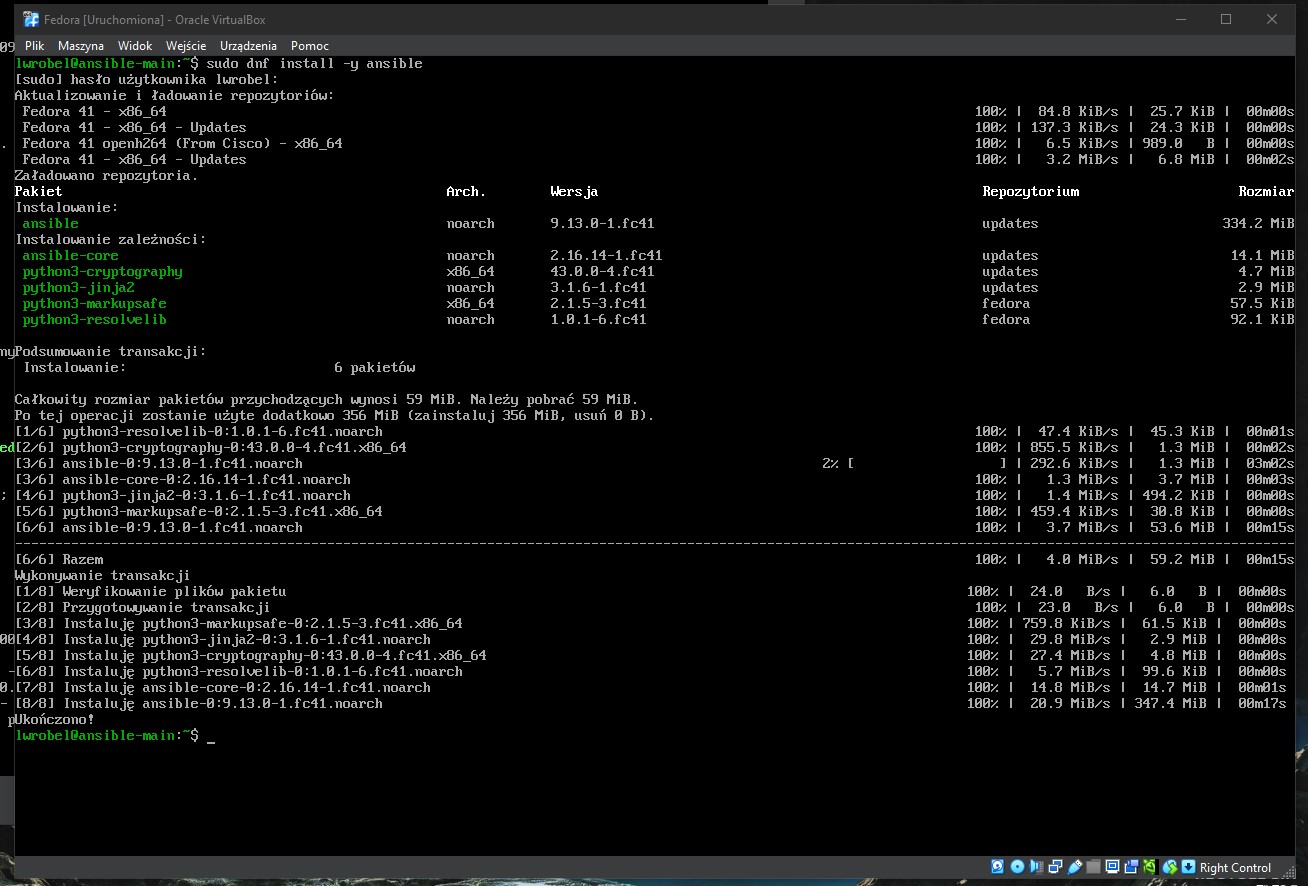 Fedora [Uruchomiona] - Oracle VirtualBox
Plik Maszyna Widok Wejście Urządzenia Pomoc
lwrobel@ansible-main:~$ sudo dnf install -y ansible
[sudo] hasło użytkownika lwrobel:
Aktualizowanie i ładowanie repozytoriów:
Fedora 41 - x86_64 100% | 84.8 KiB/s | 25.7 KiB | 00m00s
Fedora 41 - x86_64 - Updates 100% | 137.3 KiB/s | 24.3 KiB | 00m00s
Fedora 41 openh264 (From Cisco) - x86_64 100% | 6.5 KiB/s | 989.0 B | 00m00s
Fedora 41 - x86_64 - Updates 100% | 3.2 MiB/s | 6.8 MiB | 00m02s
Załadowano repozytoria.
Pakiet Arch. Wersja Repozytorium Rozmiar
Instalowanie:
ansible noarch 9.13.0-1.fc41 updates 334.2 MiB
Instalowanie zależności:
ansible-core noarch 2.16.14-1.fc41 updates 14.1 MiB
python3-cryptography x86_64 43.0.0-4.fc41 updates 4.7 MiB
python3-jinja2 noarch 3.1.6-1.fc41 updates 2.9 MiB
python3-markupsafe x86_64 2.1.5-3.fc41 fedora 57.5 KiB
python3-resolvelib noarch 1.0.1-6.fc41 fedora 92.1 KiB
Podsumowanie transakcji:
Instalowanie: 6 pakietów
Całkowity rozmiar pakietów przychodzących wynosi 59 MiB. Należy pobrać 59 MiB.
Po tej operacji zostanie użyte dodatkowo 356 MiB (zainstaluj 356 MiB, usuń 0 B).
[1/6] python3-resolvelib-0:1.0.1-6.fc41.noarch 100% | 47.4 KiB/s | 45.3 KiB | 00m01s
[2/6] python3-cryptography-0:43.0.0-4.fc41.x86_64 100% | 855.5 KiB/s | 1.3 MiB | 00m02s
[3/6] ansible-0:9.13.0-1.fc41.noarch 2% [ ] | 292.6 KiB/s | 1.3 MiB | 03m02s
[3/6] ansible-core-0:2.16.14-1.fc41.noarch 100% | 1.3 MiB/s | 3.7 MiB | 00m03s
[4/6] python3-jinja2-0:3.1.6-1.fc41.noarch 100% | 1.4 MiB/s | 494.2 KiB | 00m00s
[5/6] python3-markupsafe-0:2.1.5-3.fc41.x86_64 100% | 459.4 KiB/s | 30.8 KiB | 00m00s
[6/6] ansible-0:9.13.0-1.fc41.noarch 100% | 3.7 MiB/s | 53.6 MiB | 00m15s
[6/6] Razem 100% | 4.0 MiB/s | 59.2 MiB | 00m15s
Wykonywanie transakcji
[1/8] Weryfikowanie plików pakietu 100% | 24.0 B/s | 6.0 B | 00m00s
[2/8] Przygotowywanie transakcji 100% | 23.0 B/s | 6.0 B | 00m00s
[3/8] Instaluję python3-markupsafe-0:2.1.5-3.fc41.x86_64 100% | 759.8 KiB/s | 61.5 KiB | 00m00s
[4/8] Instaluję python3-jinja2-0:3.1.6-1.fc41.noarch 100% | 29.8 MiB/s | 2.9 MiB | 00m00s
[5/8] Instaluję python3-cryptography-0:43.0.0-4.fc41.x86_64 100% | 27.4 MiB/s | 4.8 MiB | 00m00s
[6/8] Instaluję python3-resolvelib-0:1.0.1-6.fc41.noarch 100% | 5.7 MiB/s | 99.6 KiB | 00m00s
[7/8] Instaluję ansible-core-0:2.16.14-1.fc41.noarch 100% | 14.8 MiB/s | 14.7 MiB | 00m01s
[8/8] Instaluję ansible-0:9.13.0-1.fc41.noarch 100% | 20.9 MiB/s | 347.4 MiB | 00m17s
Ukończono!
lwrobel@ansible-main:~$ _
Right Control